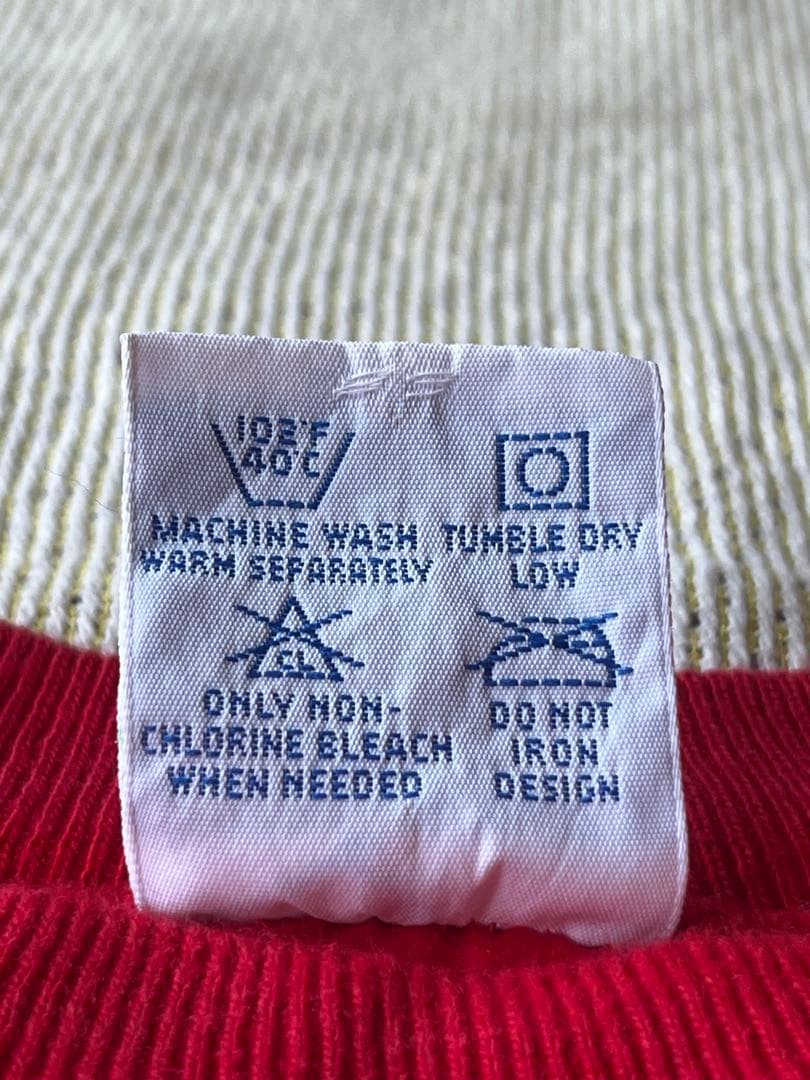 102°F
40°C
MACHINE WASH
WARM SEPARATELY
TUMBLE DRY
LOW
CL
ONLY NON-
CHLORINE BLEACH
WHEN NEEDED
DO NOT
IRON
DESIGN